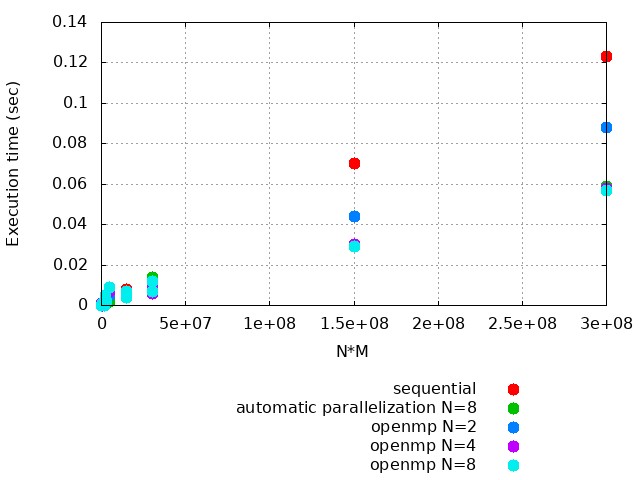 0.14
0.12
0.1
0.08
0.06
0.04
0.02
0
Execution time (sec)
0 5e+07 1e+08 1.5e+08 2e+08 2.5e+08 3e+08
N*M
sequential
automatic parallelization N=8
openmp N=2
openmp N=4
openmp N=8